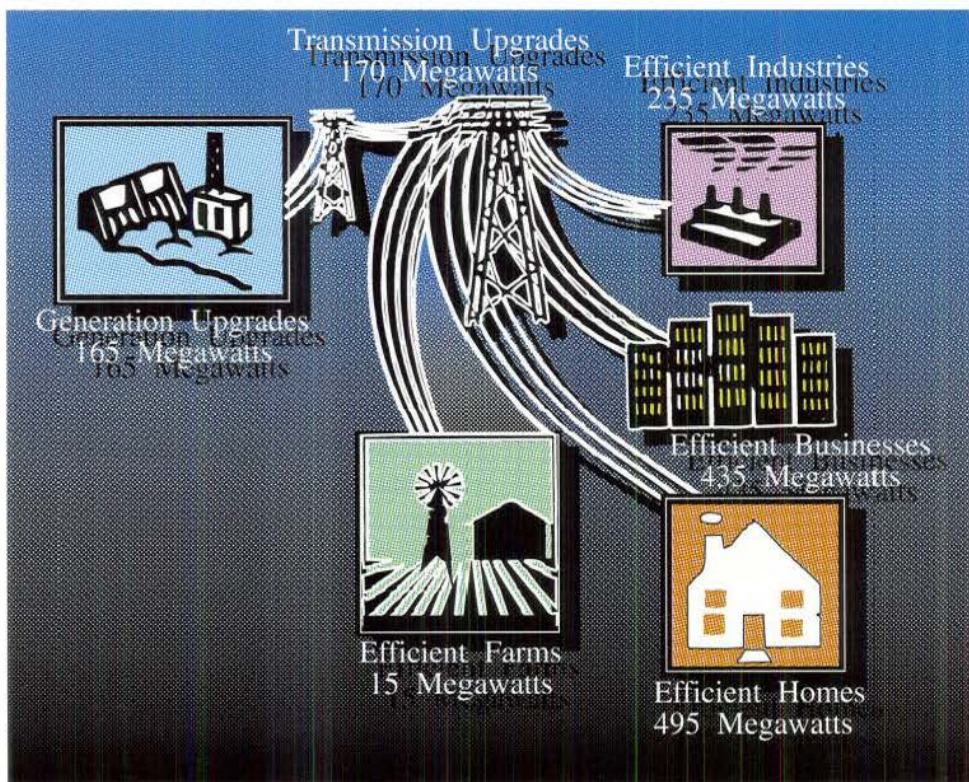 Transmission Upgrades
170 Megawatts
Efficient Industries
235 Megawatts
Generation Upgrades
165 Megawatts
Efficient Businesses
435 Megawatts
Efficient Farms
15 Megawatts
Efficient Homes
495 Megawatts